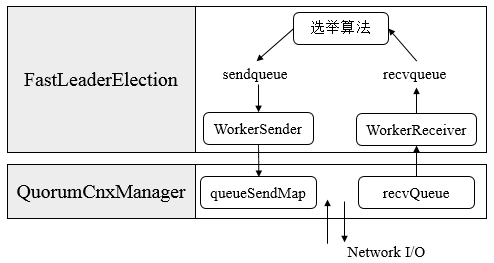 选举算法
sendqueue
recvqueue
FastLeaderElection
WorkerSender
WorkerReceiver
QuorumCnxManager
queueSendMap
recvQueue
Network I/O